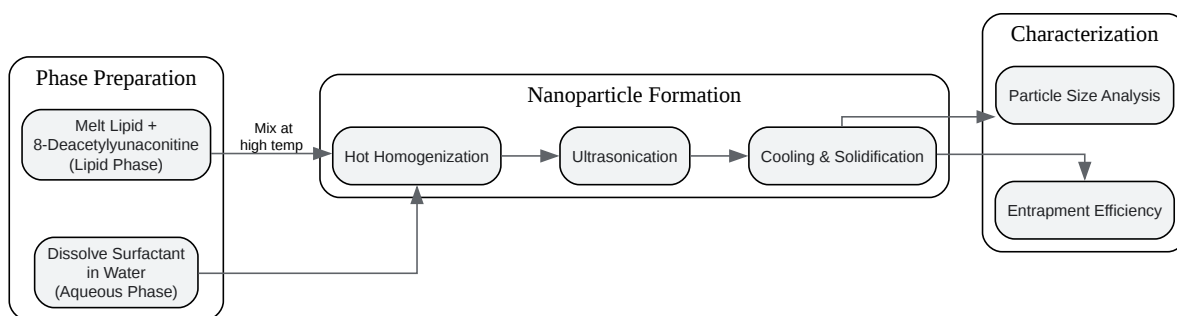 Phase Preparation
Melt Lipid +
8-Deacetylyunaconitine
(Lipid Phase)
Dissolve Surfactant
in Water
(Aqueous Phase)
Mix at
high temp
Nanoparticle Formation
Hot Homogenization
Ultrasonication
Cooling & Solidification
Characterization
Particle Size Analysis
Entrapment Efficiency